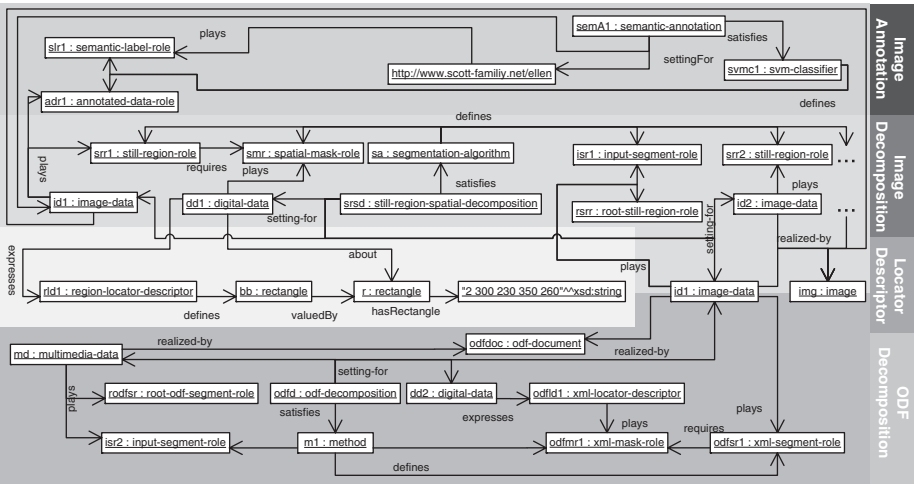 semA1 : semantic-annotation
plays
satisfies
slr1 : semantic-label-role
settingFor
http://www.scott-familiy.net/ellen
svmc1 : svm-classifier
adr1 : annotated-data-role
defines
Image
Annotation
defines
srr1 : still-region-role
smr : spatial-mask-role
sa : segmentation-algorithm
isr1 : input-segment-role
srr2 : still-region-role
...
requires
plays
plays
satisfies
plays
id1 : image-data
dd1 : digital-data
srsd : still-region-spatial-decomposition
rsrr : root-still-region-role
id2 : image-data
...
setting-for
setting-for
realized-by
Image
Decomposition
expresses
about
plays
rld1 : region-locator-descriptor
bb : rectangle
r : rectangle
"2 300 230 350 260"^^xsd:string
id1 : image-data
img : image
defines
valuedBy
hasRectangle
Locator
Descriptor
realized-by
odfdoc : odf-document
realized-by
md : multimedia-data
setting-for
plays
rodfsr : root-odf-segment-role
odfd : odf-decomposition
dd2 : digital-data
odfld1 : xml-locator-descriptor
satisfies
expresses
plays
plays
requires
isr2 : input-segment-role
m1 : method
odfmr1 : xml-mask-role
odfsr1 : xml-segment-role
defines
ODF
Decomposition